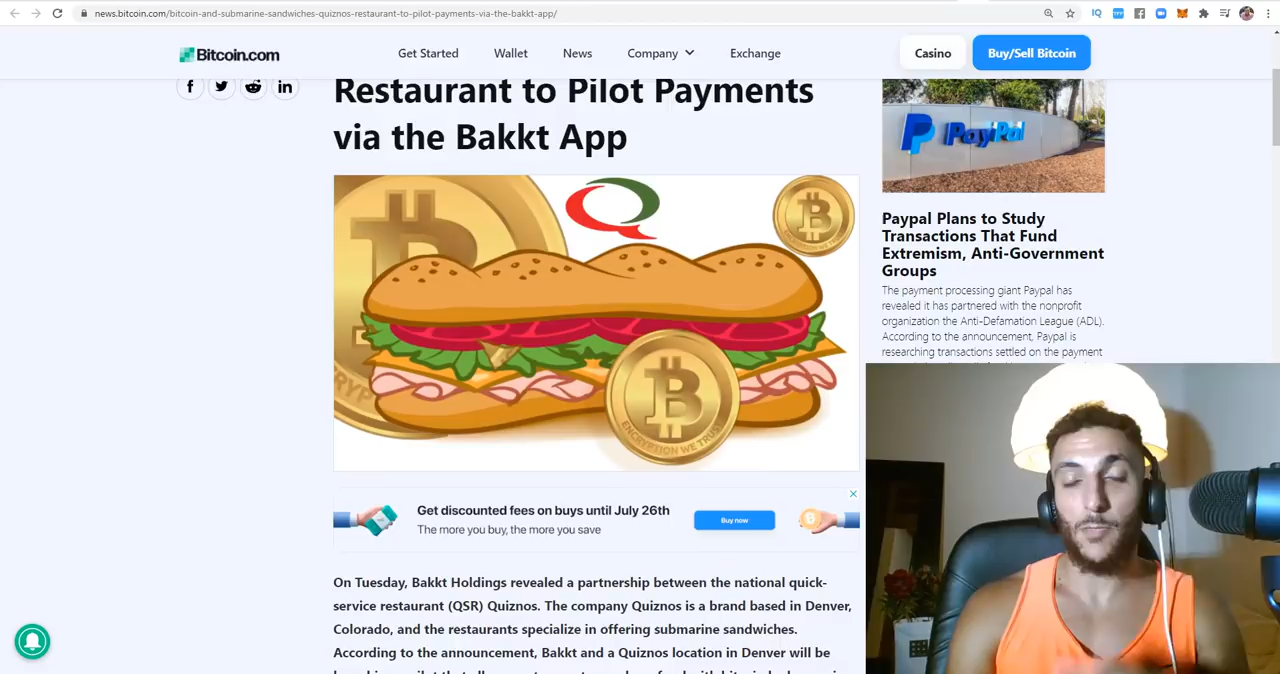 news.bitcoin.com/bitcoin-and-submarine-sandwiches-quiznos-restaurant-to-pilot-payments-via-the-bakkt-app/
Bitcoin.com
Get Started
Wallet
News
Company
Exchange
Casino
Buy/Sell Bitcoin
Restaurant to Pilot Payments
via the Bakkt App
ENCRYPTION WE TRUST
Get discounted fees on buys until July 26th
The more you buy, the more you save
Buy now
On Tuesday, Bakkt Holdings revealed a partnership between the national quick-
service restaurant (QSR) Quiznos. The company Quiznos is a brand based in Denver,
Colorado, and the restaurants specialize in offering submarine sandwiches.
According to the announcement, Bakkt and a Quiznos location in Denver will be
PayPal
Paypal Plans to Study
Transactions That Fund
Extremism, Anti-Government
Groups
The payment processing giant Paypal has
revealed it has partnered with the nonprofit
organization the Anti-Defamation League (ADL).
According to the announcement, Paypal is
researching transactions settled on the payment